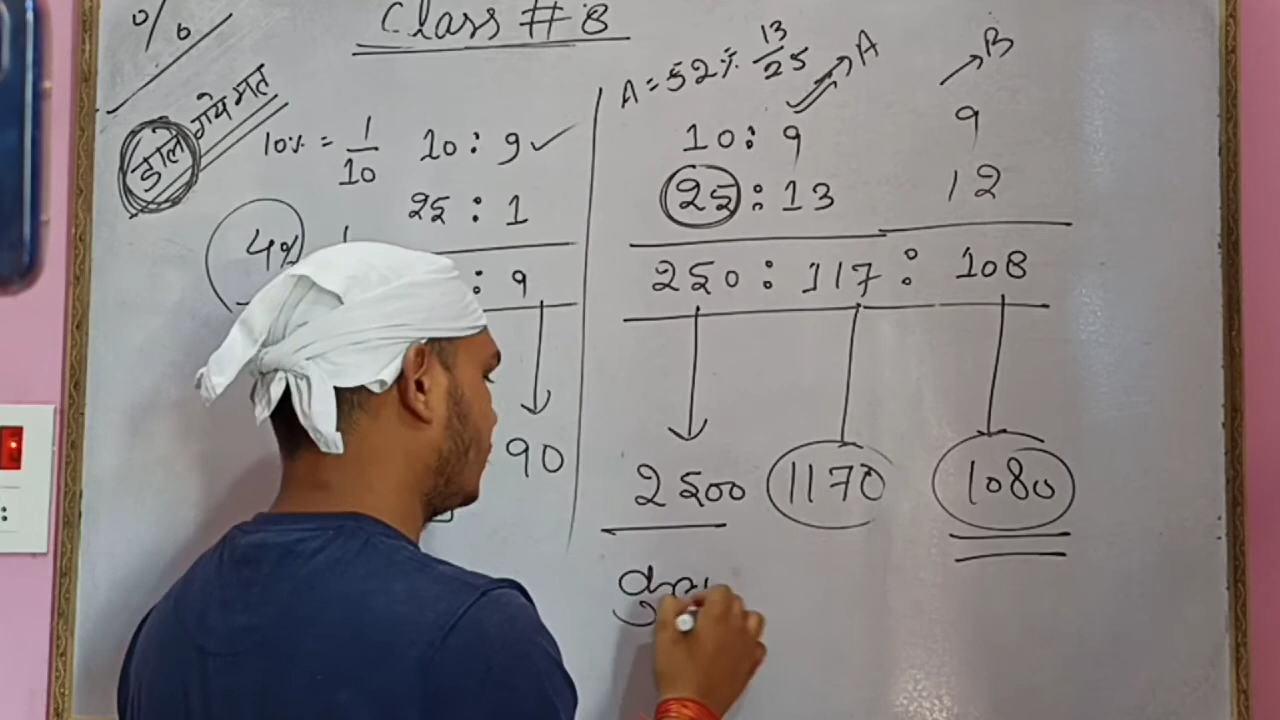 %
Class # 8
डाले गये मत
10% = 1/10 10 : 9 ✓
25 : 1
4%
: 9
90
A = 52% 13/25
→ A → B
10 : 9 9
25 : 13 12
250 : 117 : 108
2500 1170 1080